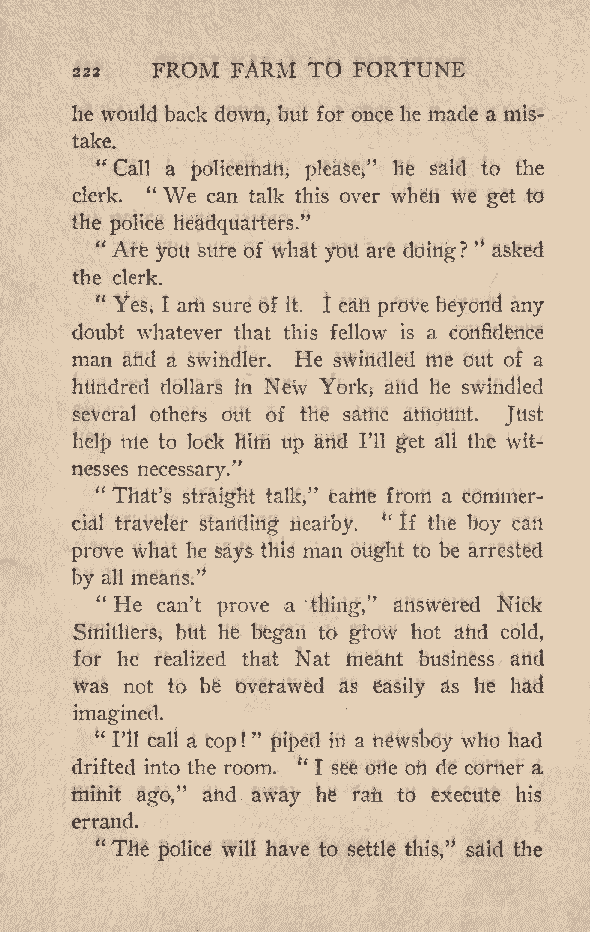 222 FROM FARM TO FORTUNE
he would back down, but for once he made a mis-
take.
“Call a policeman, please,” he said to the
clerk. “We can talk this over when we get to
the police headquarters.”
“Are you sure of what you are doing?” asked
the clerk.
“Yes, I am sure of it. I can prove beyond any
doubt whatever that this fellow is a confidence
man and a swindler. He swindled me out of a
hundred dollars in New York, and he swindled
several others out of the same amount. Just
help me to lock him up and I’ll get all the wit-
nesses necessary.”
“That’s straight talk,” came from a commer-
cial traveler standing nearby. “If the boy can
prove what he says this man ought to be arrested
by all means.”
“He can’t prove a thing,” answered Nick
Smithers, but he began to grow hot and cold,
for he realized that Nat meant business and
was not to be overawed as easily as he had
imagined.
“I’ll call a cop!” piped in a newsboy who had
drifted into the room. “I see one on de corner a
minit ago,” and away he ran to execute his
errand.
“The police will have to settle this,” said the